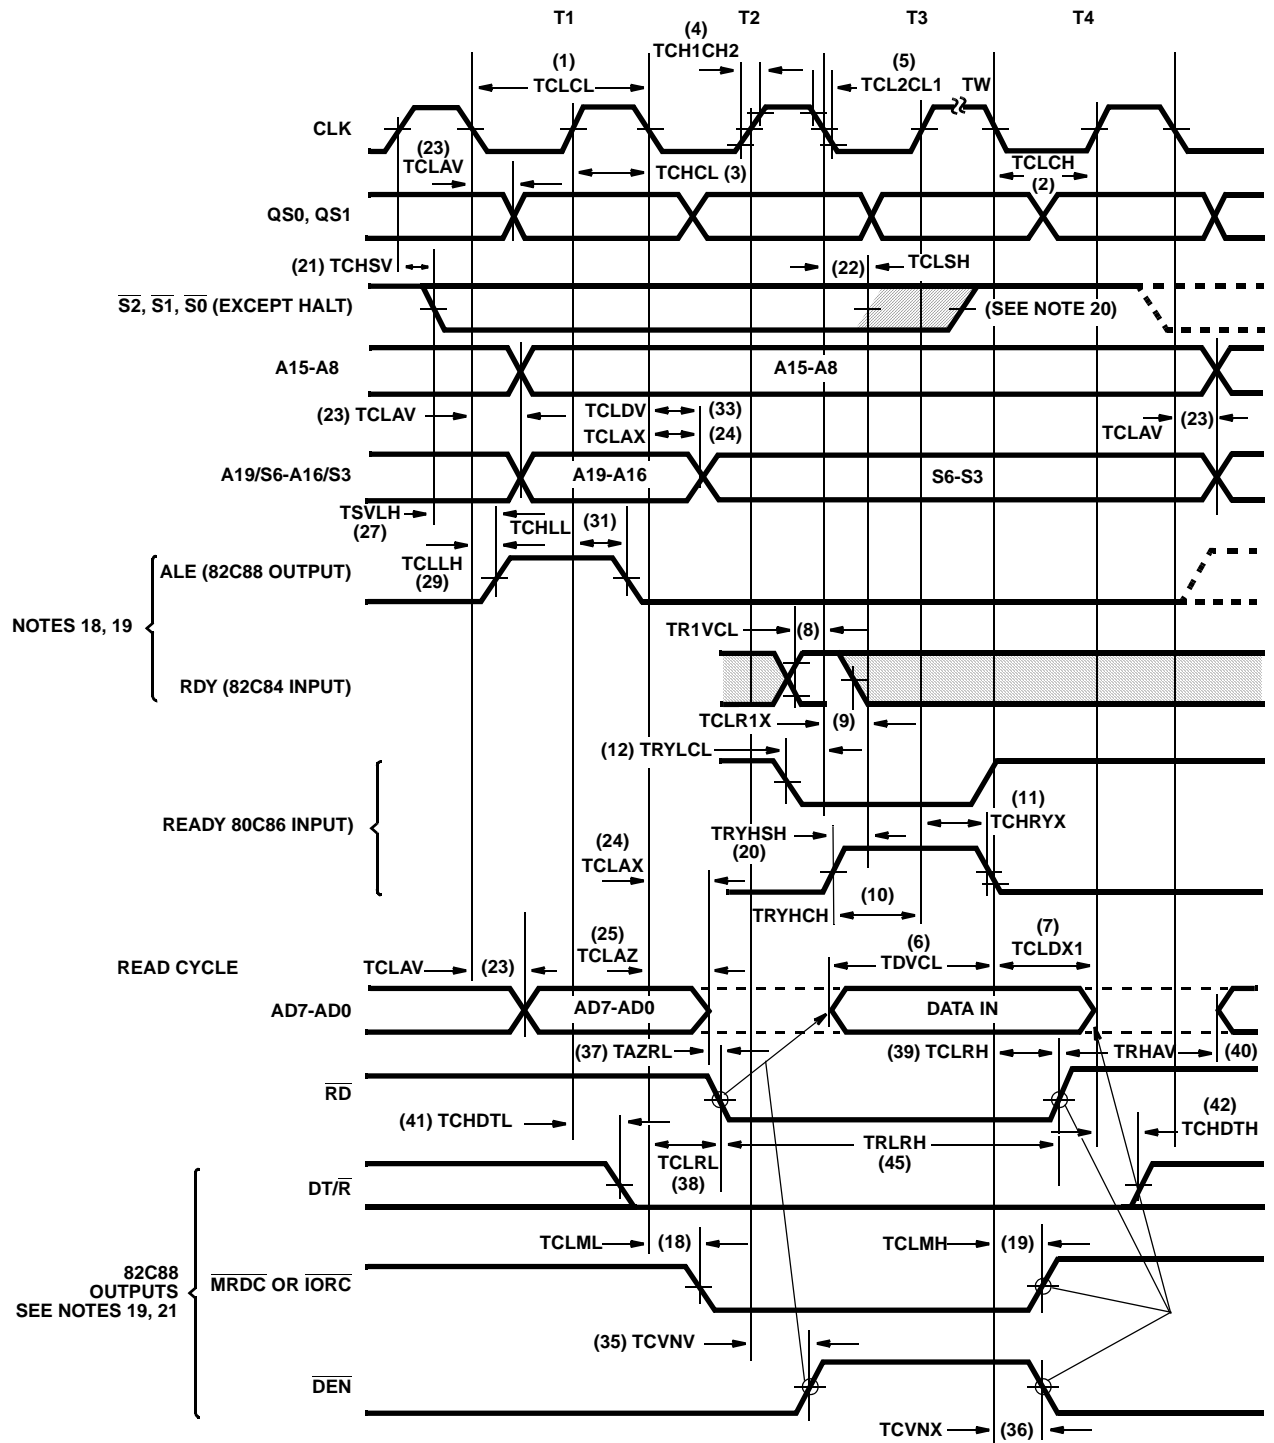 T1 T2 T3 T4
(4)
TCH1CH2
(1)
TCLCL
(5)
TCL2CL1
TW
CLK
(23)
TCLAV
TCHCL (3)
TCLCH
(2)
QS0, QS1
(21) TCHSV
(22)
TCLSH
S2, S1, S0 (EXCEPT HALT)
(SEE NOTE 20)
A15-A8
A15-A8
(23) TCLAV
TCLDV
(33)
TCLAX
(24)
TCLAV
(23)
A19/S6-A16/S3
A19-A16
S6-S3
TSVLH
(27)
TCHLL
(31)
TCLLH
(29)
ALE (82C88 OUTPUT)
NOTES 18, 19
TR1VCL
(8)
RDY (82C84 INPUT)
TCLR1X
(9)
(12) TRYLCL
READY 80C86 INPUT)
(11)
TCHRYX
TRYHSH
(20)
(24)
TCLAX
(10)
TRYHCH
(25)
TCLAZ
(6)
TDVCL
(7)
TCLDX1
READ CYCLE
TCLAV
(23)
AD7-AD0
AD7-AD0
DATA IN
(37) TAZRL
(39) TCLRH
TRHAV
(40)
RD
(41) TCHDTL
(42)
TCHDTH
TCLRL
(38)
TRLRH
(45)
DT/R
TCLML
(18)
TCLMH
(19)
82C88
OUTPUTS
SEE NOTES 19, 21
MRDC OR IORC
(35) TCVNV
DEN
TCVNX
(36)